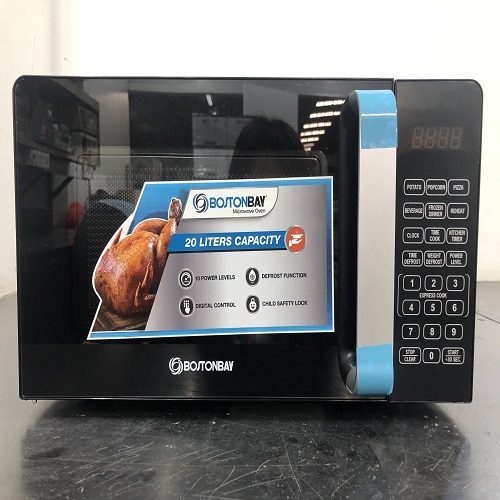 BOSTONBAY
Microwave Oven
20 LITERS CAPACITY
10 POWER LEVELS
DEFROST FUNCTION
DIGITAL CONTROL
CHILD SAFETY LOCK
BOSTONBAY
POTATO POPCORN PIZZA
BEVERAGE FROZEN DINNER REHEAT
CLOCK TIME COOK KITCHEN TIMER
TIME DEFROST WEIGHT DEFROST POWER LEVEL
1 2 3
EXPRESS COOK
4 5 6
7 8 9
STOP CLEAR 0 START +30 SEC.